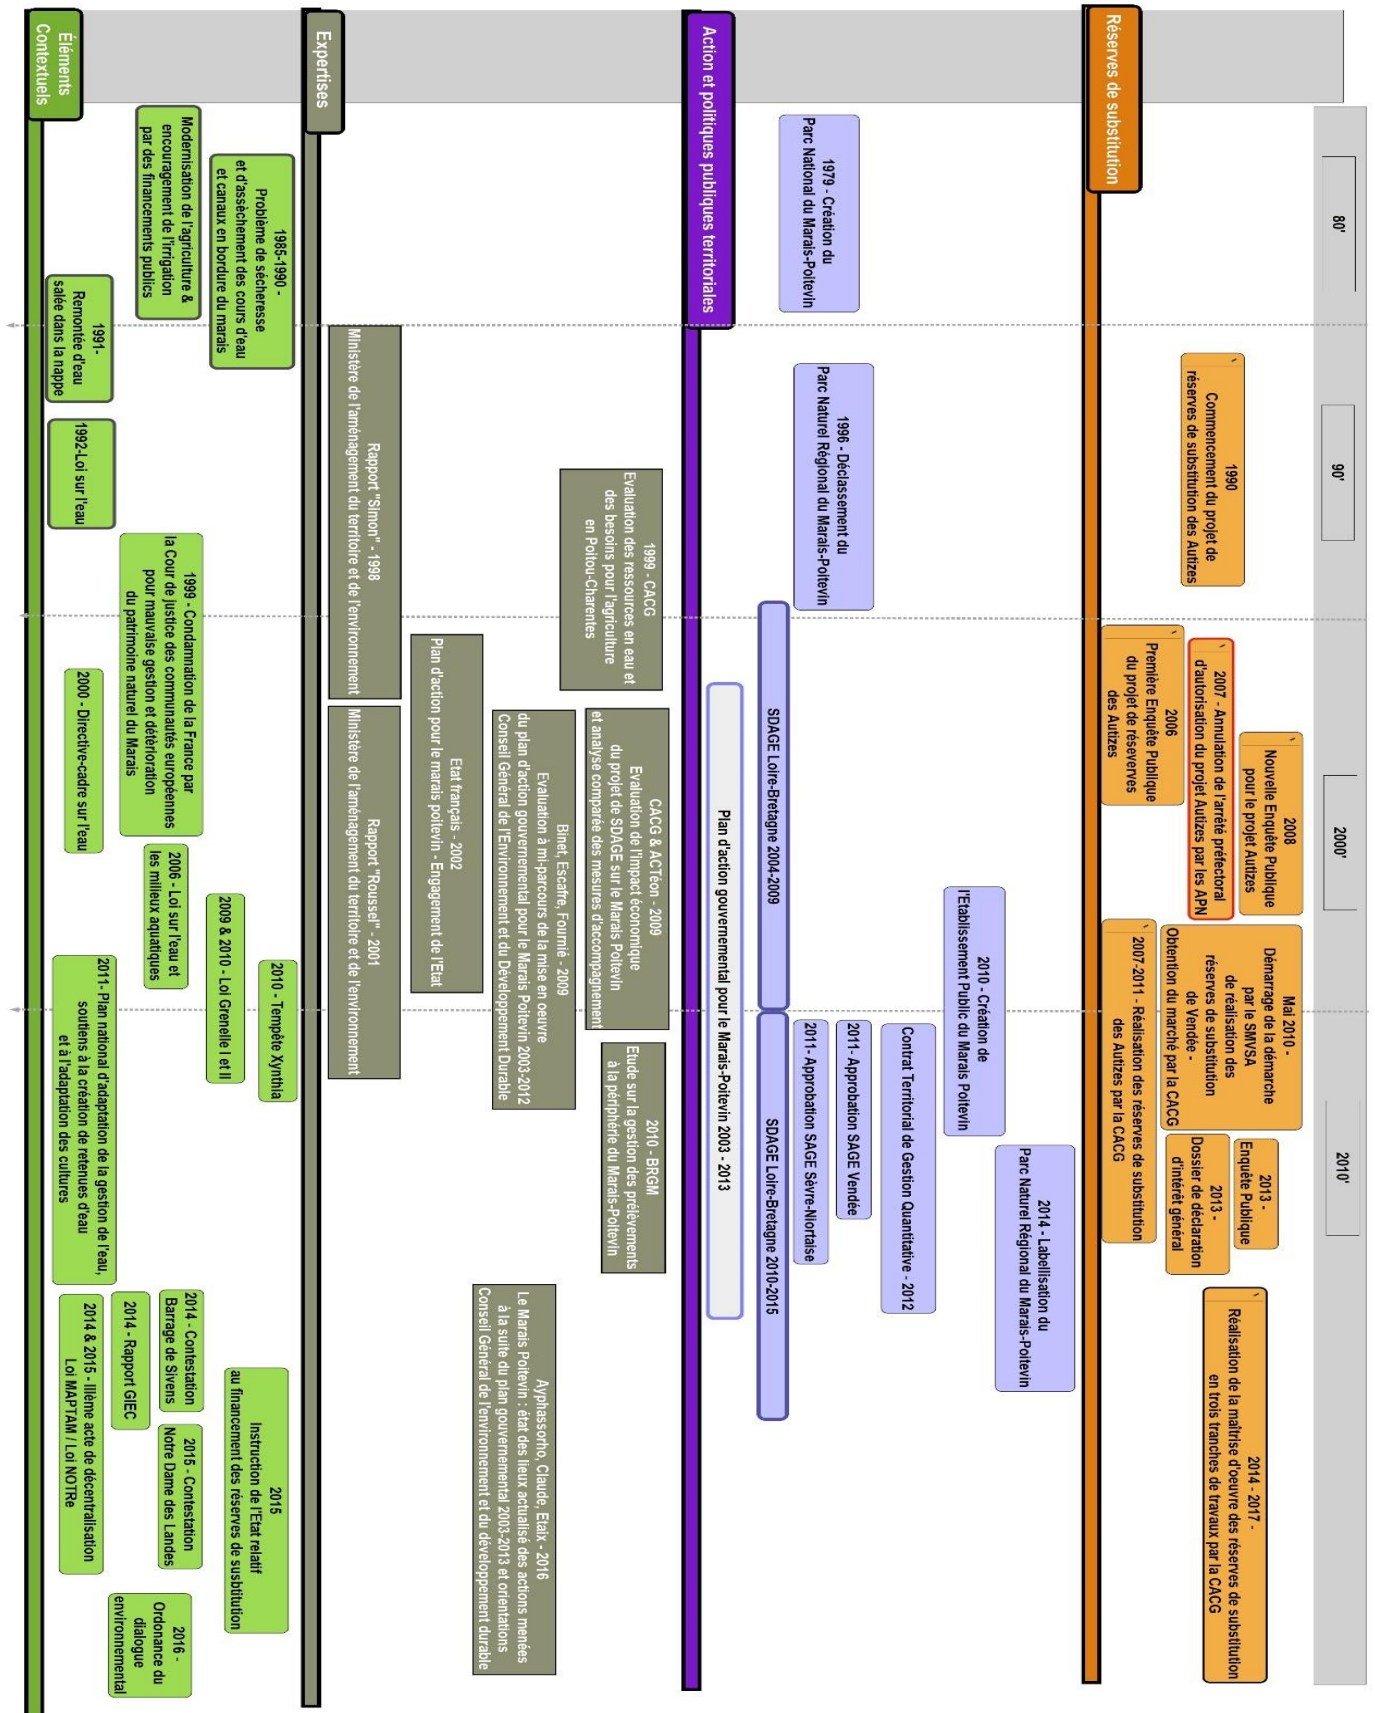 80'
90'
2000'
2010'
Réserves de substitution
1990
Commencement du projet de
réserves de substitution des Autizes
2008
Nouvelle Enquête Publique
pour le projet Autizes
2007 - Annulation de l'arrêté préfectoral
d'autorisation du projet Autizes par les APN
2006
Première Enquête Publique
du projet de réseverves
des Autizes
Mai 2010 -
Démarrage de la démarche
par le SMVSA
de réalisation des
réserves de substitution
de Vendée -
Obtention du marché par la CACG
2007-2011 - Réalisation des réserves de substitution
des Autizes par la CACG
2013 -
Enquête Publique
2013 -
Dossier de déclaration
d'intérêt général
2014 - 2017 -
Réalisation de la maîtrise d'oeuvre des réserves de substitution
en trois tranches de travaux par la CACG
Action et politiques publiques territoriales
1979 - Création du
Parc National du Marais-Poitevin
1996 - Déclassement du
Parc Naturel Régional du Marais-Poitevin
2014 - Labellisation du
Parc Naturel Régional du Marais-Poitevin
2010 - Création de
l'Etablissement Public du Marais Poitevin
Contrat Territorial de Gestion Quantitative - 2012
2011- Approbation SAGE Vendée
2011- Approbation SAGE Sèvre-Niortaise
SDAGE Loire-Bretagne 2004-2009
SDAGE Loire-Bretagne 2010-2015
Plan d'action gouvernemental pour le Marais-Poitevin 2003 - 2013
Expertises
1999 - CACG
Evaluation des ressources en eau et
des besoins pour l'agriculture
en Poitou-Charentes
CACG & ACTéon - 2009
Evaluation de l'impact économique
du projet de SDAGE sur le Marais Poitevin
et analyse comparée des mesures d'accompagnement
2010 - BRGM
Etude sur la gestion des prélèvements
à la périphérie du Marais-Poitevin
Binet, Escafre, Fournié - 2009
Evaluation à mi-parcours de la mise en oeuvre
du plan d'action gouvernemental pour le Marais Poitevin 2003-2012
Conseil Général de l'Environnement et du Développement Durable
Ayphassorho, Claude, Etaix - 2016
Le Marais Poitevin : état des lieux actualisé des actions menées
à la suite du plan gouvernemental 2003-2013 et orientations
Conseil Général de l'environnement et du développement durable
Etat français - 2002
Plan d'action pour le marais poitevin - Engagement de l'Etat
Rapport "Simon" - 1998
Ministère de l'aménagement du territoire et de l'environnement
Rapport "Roussel" - 2001
Ministère de l'aménagement du territoire et de l'environnement
Éléments
Contextuels
1985-1990 -
Problème de sécheresse
et d'assèchement des cours d'eau
et canaux en bordure du marais
Modernisation de l'agriculture &
encouragement de l'irrigation
par des financements publics
1991-
Remontée d'eau
salée dans la nappe
1992-Loi sur l'eau
1999 - Condamnation de la France par
la Cour de justice des communautés européennes
pour mauvaise gestion et détérioration
du patrimoine naturel du Marais
2000 - Directive-cadre sur l'eau
2006 - Loi sur l'eau et
les milieux aquatiques
2009 & 2010 - Loi Grenelle I et II
2010 - Tempête Xynthia
2011- Plan national d'adaptation de la gestion de l'eau,
soutiens à la création de retenues d'eau
et à l'adaptation des cultures
2015
Instruction de l'Etat relatif
au financement des réserves de susbtitution
2014 - Contestation
Barrage de Sivens
2015 - Contestation
Notre Dame des Landes
2014 - Rapport GIEC
2014 & 2015 - IIIème acte de décentralisation
Loi MAPTAM / Loi NOTRe
2016 -
Ordonance du
dialogue
environnemental